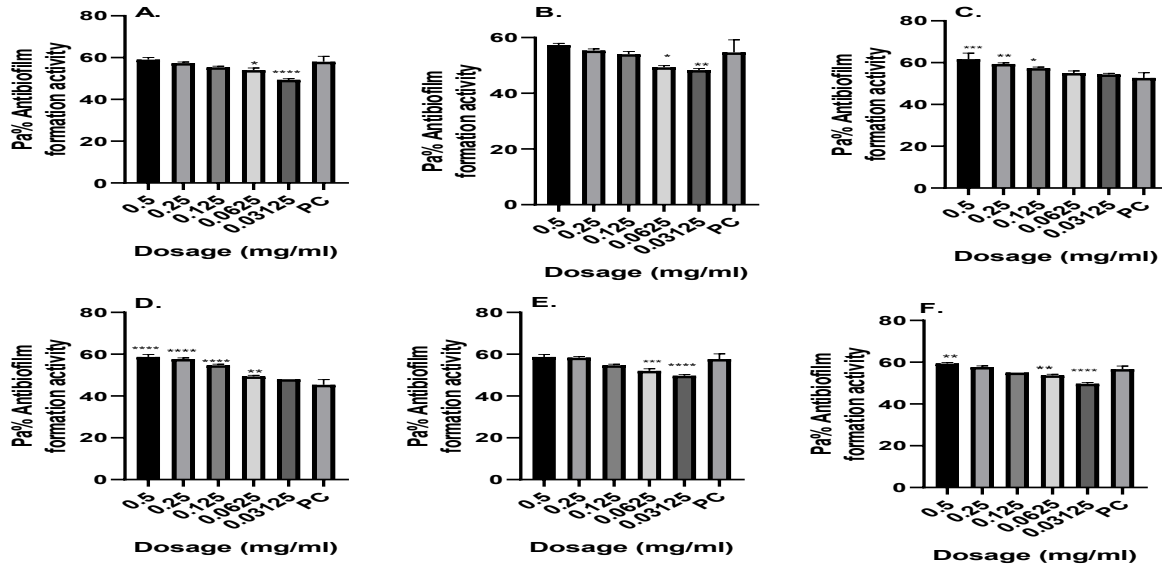 A.
Pa% Antibiofilm
formation activity
80
60
40
20
0
* ****
0.5 0.25 0.125 0.0625 0.03125 PC
Dosage (mg/ml)
B.
Pa% Antibiofilm
formation activity
60
40
20
0
* **
0.5 0.25 0.125 0.0625 0.03125 PC
Dosage (mg/ml)
C.
Pa% Antibiofilm
formation activity
80
60
40
20
0
*** ** *
0.5 0.25 0.125 0.0625 0.03125 PC
Dosage (mg/ml)
D.
Pa% Antibiofilm
formation activity
80
60
40
20
0
**** **** **** **
0.5 0.25 0.125 0.0625 0.03125 PC
Dosage (mg/ml)
E.
Pa% Antibiofilm
formation activity
80
60
40
20
0
*** ****
0.5 0.25 0.125 0.0625 0.03125 PC
Dosage (mg/ml)
F.
Pa% Antibiofilm
formation activity
80
60
40
20
0
** ** ****
0.5 0.25 0.125 0.0625 0.03125 PC
Dosage (mg/ml)